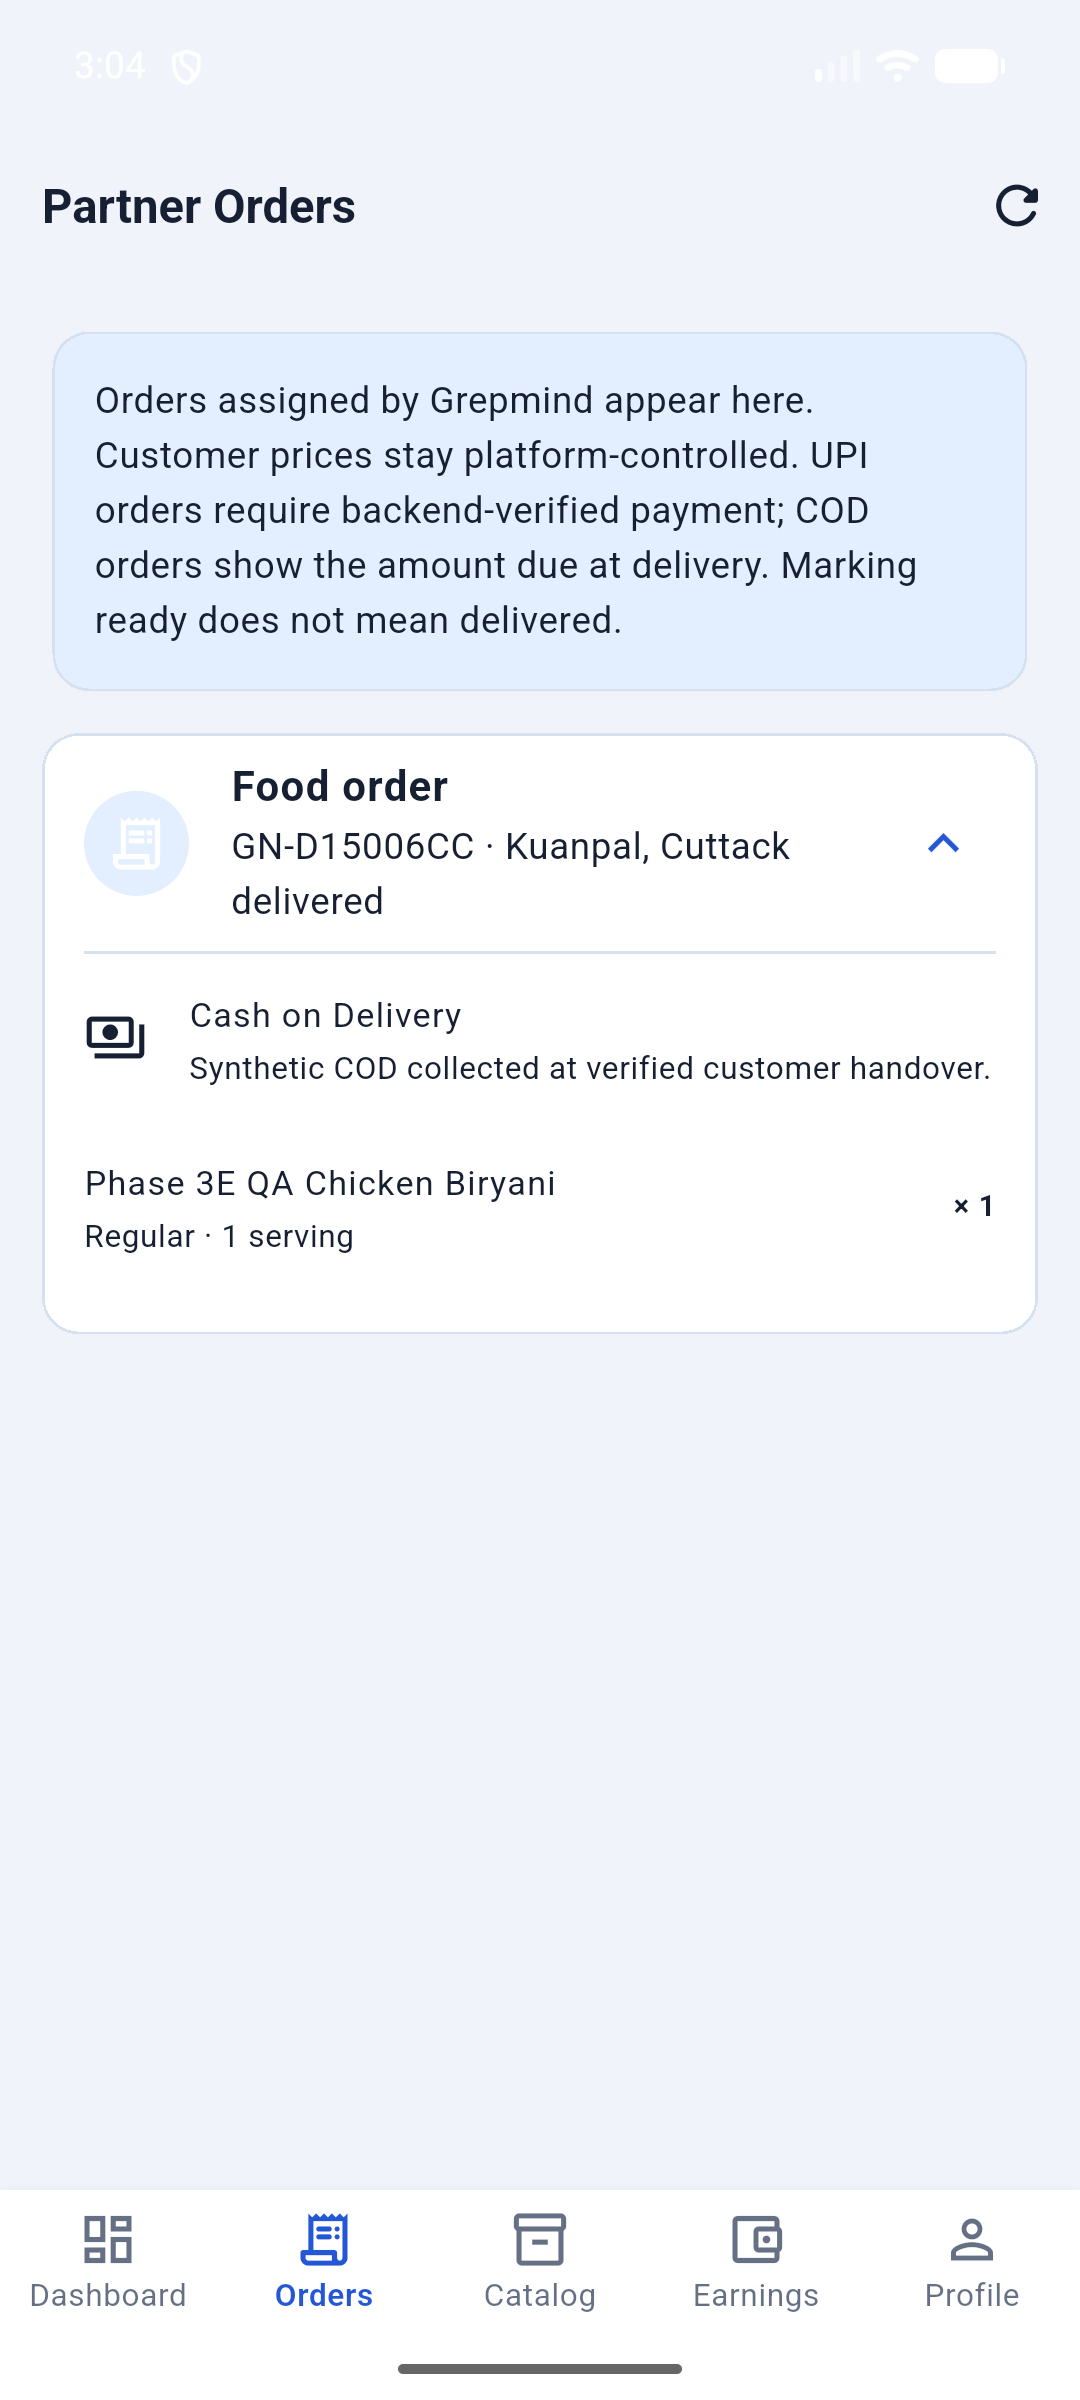 3:04
Partner Orders
Orders assigned by Grepmind appear here.
Customer prices stay platform-controlled. UPI
orders require backend-verified payment; COD
orders show the amount due at delivery. Marking
ready does not mean delivered.
Food order
GN-D15006CC · Kuanpal, Cuttack
delivered
Cash on Delivery
Synthetic COD collected at verified customer handover.
Phase 3E QA Chicken Biryani
× 1
Regular · 1 serving
Dashboard
Orders
Catalog
Earnings
Profile